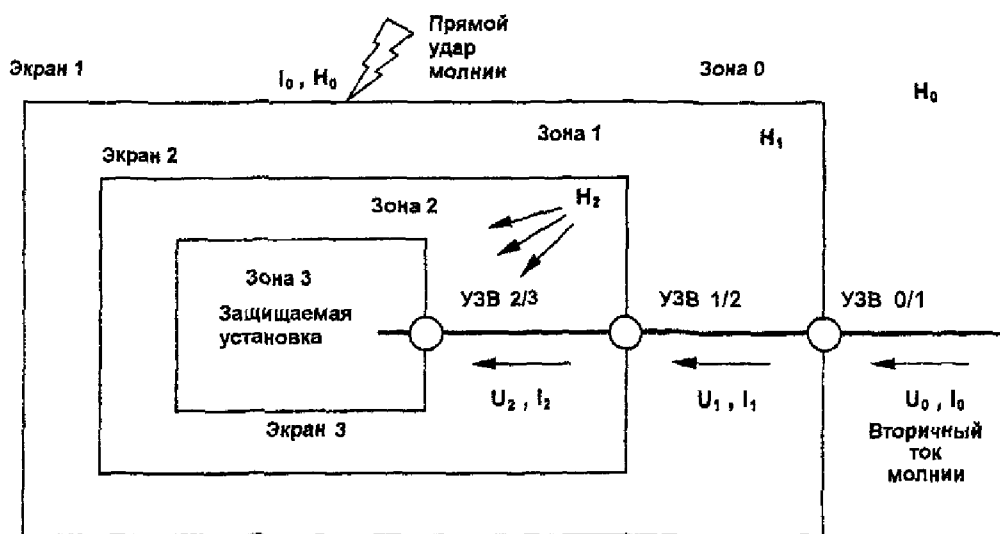 Прямой
удар
молнии
Экран 1
I₀ , H₀
Зона 0
H₀
Зона 1
H₁
Экран 2
Зона 2
H₂
Зона 3
УЗВ 2/3
УЗВ 1/2
УЗВ 0/1
Защищаемая
установка
U₂ , I₂
U₁ , I₁
U₀ , I₀
Экран 3
Вторичный
ток
молнии